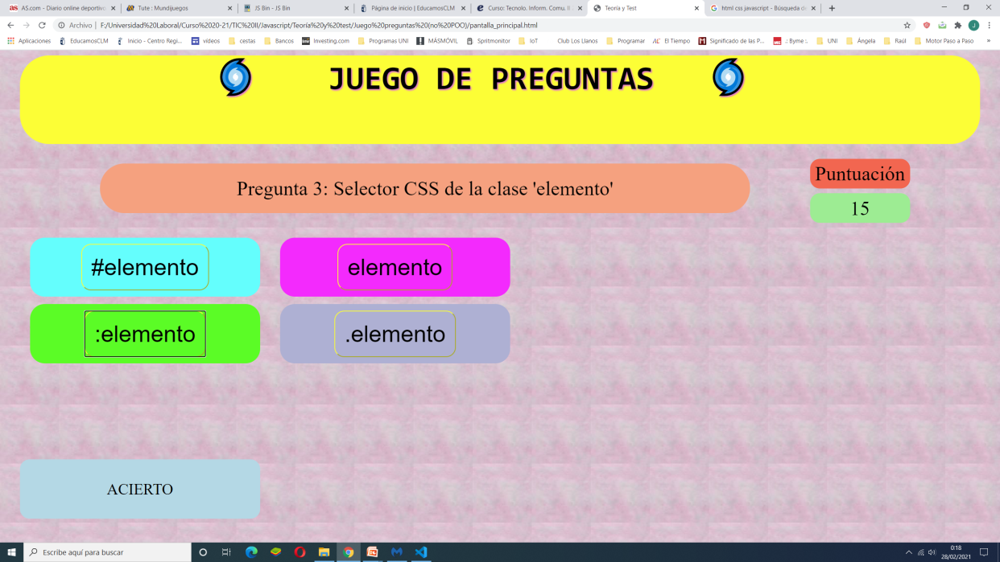 AS.com - Diario online deportivo
Tute : Mundijuegos
JS Bin - JS Bin
Página de inicio | EducamosCLM
Curso: Tecnolo. Inform. Comu. II
Teoría y Test
html css javascript - Búsqueda de
Archivo | F:/Universidad%20Laboral/Curso%2020-21/TIC%20II/Javascript/Teoría%20y%20test/Juego%20preguntas%20(no%20POO)/pantalla_principal.html
Aplicaciones EducamosCLM Inicio - Centro Regi... vídeos cestas Bancos Investing.com Programas UNI MÁSMÓVIL Spritmonitor IoT Club Los Llanos Programar El Tiempo Significado de las P... .: Byme :. UNI Ángela Raúl Motor Paso a Paso »
JUEGO DE PREGUNTAS
Pregunta 3: Selector CSS de la clase 'elemento'
Puntuación
15
#elemento
elemento
:elemento
.elemento
ACIERTO
Escribe aquí para buscar
0:18
28/02/2021